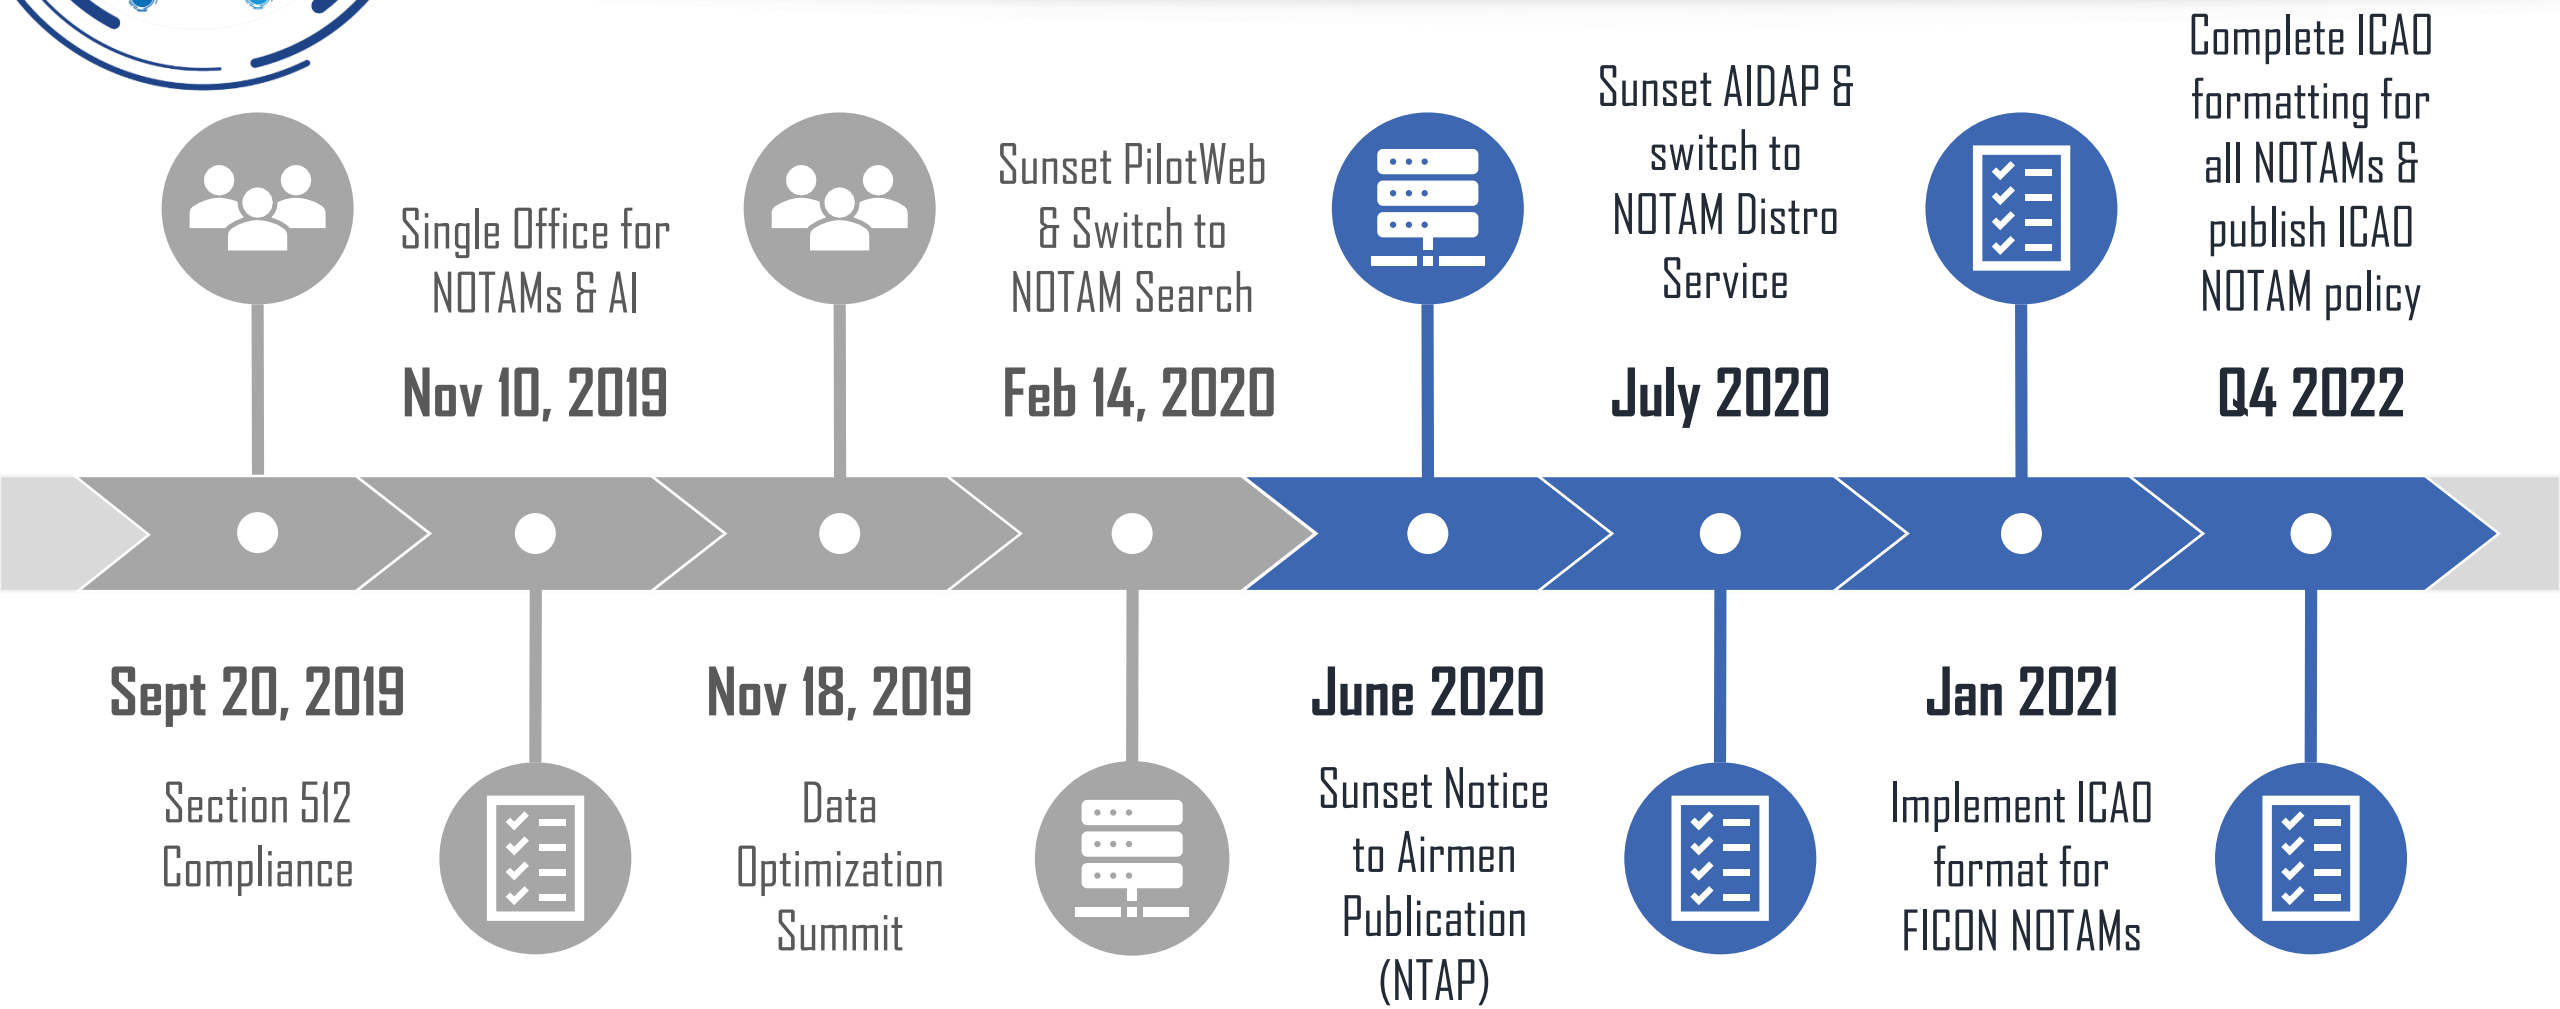 Sept 20, 2019
Section 512
Compliance
Single Office for
NOTAMs & AI
Nov 10, 2019
Nov 18, 2019
Data
Optimization
Summit
Sunset PilotWeb
& Switch to
NOTAM Search
Feb 14, 2020
June 2020
Sunset Notice
to Airmen
Publication
(NTAP)
Sunset AIDAP &
switch to
NOTAM Distro
Service
July 2020
Jan 2021
Implement ICAO
format for
FICON NOTAMs
Complete ICAO
formatting for
all NOTAMs &
publish ICAO
NOTAM policy
Q4 2022